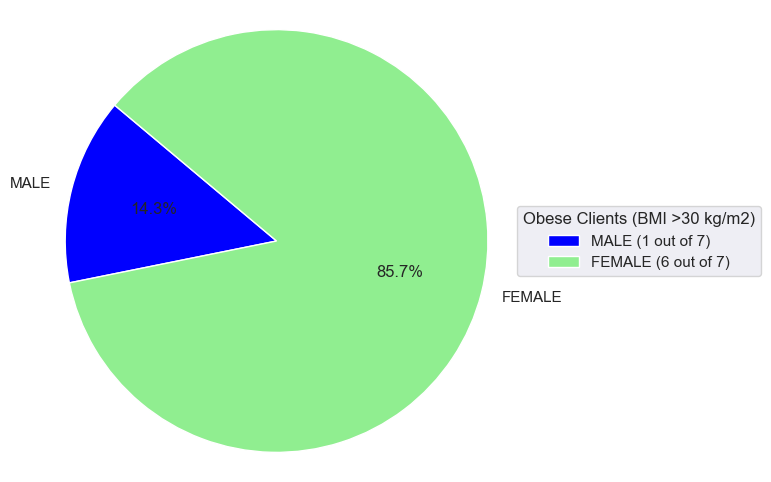 MALE
14.3%
Obese Clients (BMI >30 kg/m2)
MALE (1 out of 7)
FEMALE (6 out of 7)
85.7%
FEMALE